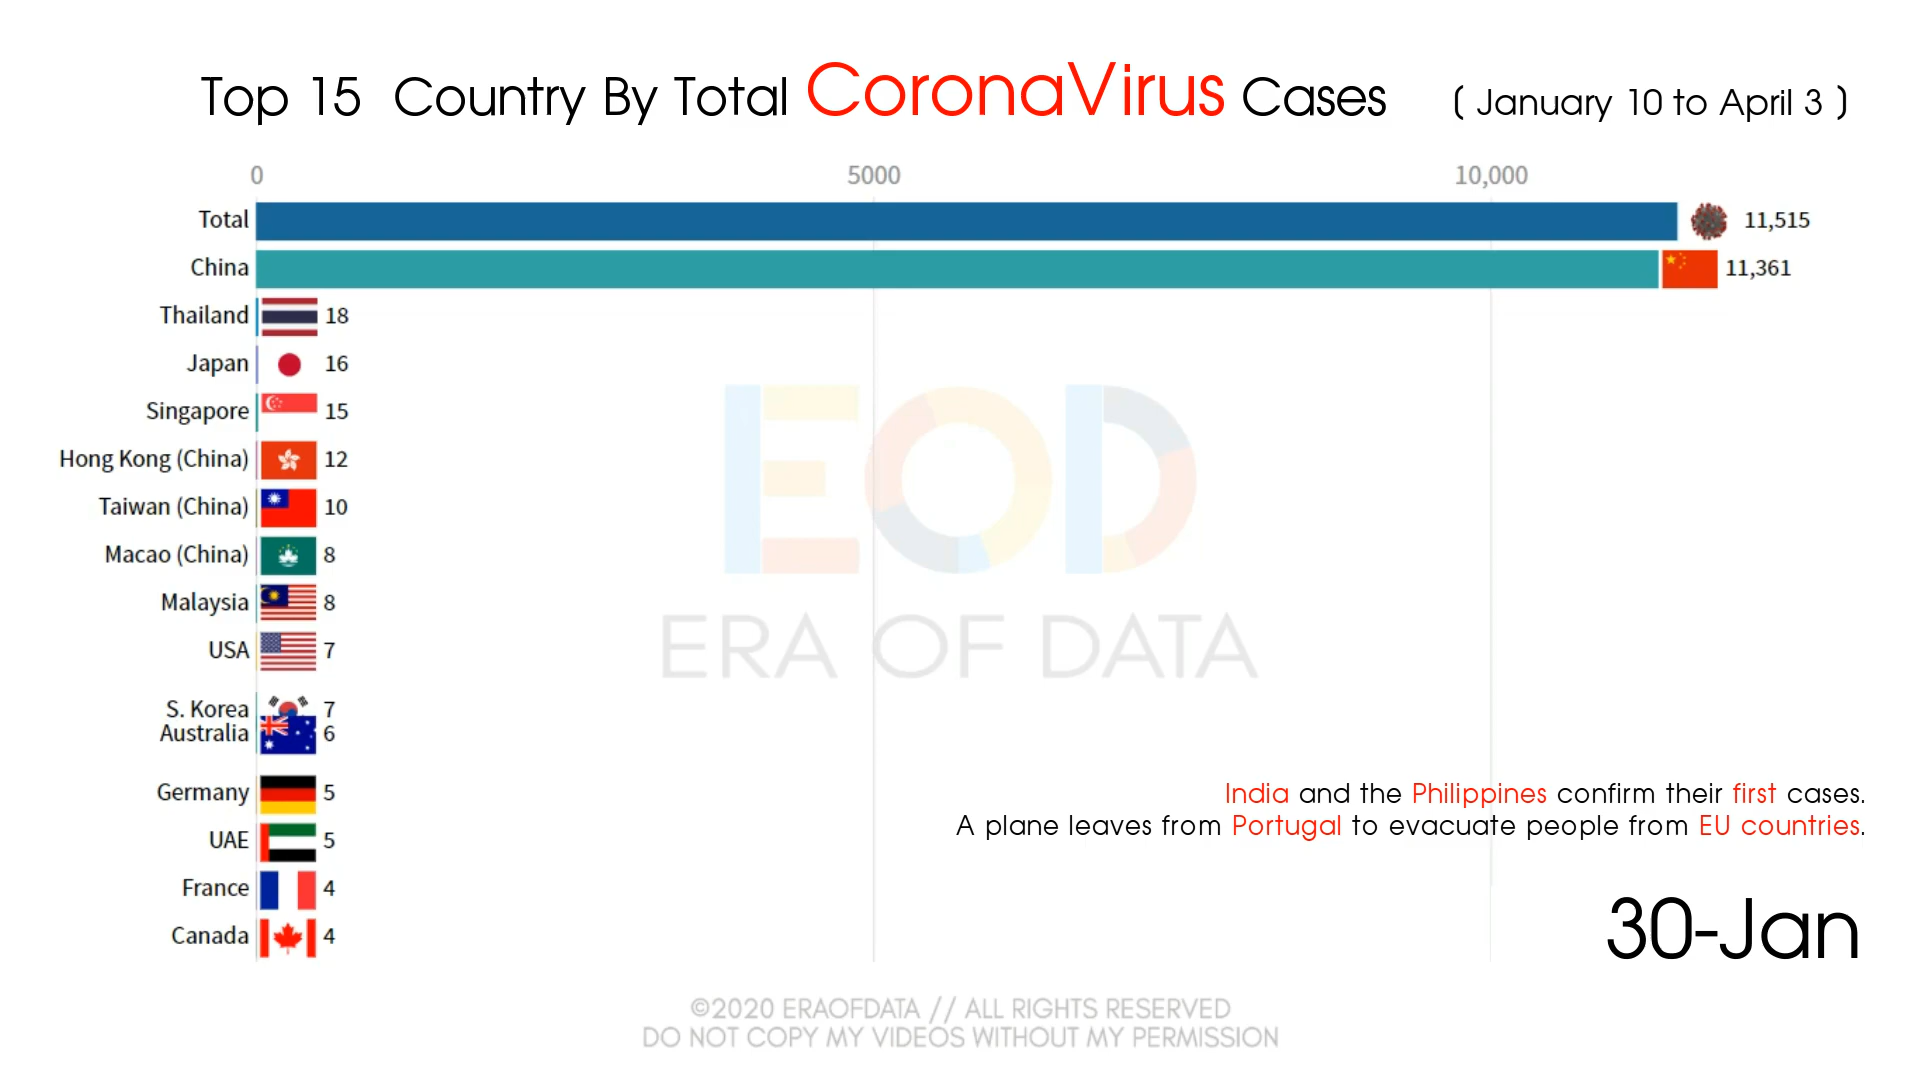 Top 15 Country By Total CoronaVirus Cases ( January 10 to April 3 )
0 5000 10,000
Total 11,515
China 11,361
Thailand 18
Japan 16
Singapore 15
Hong Kong (China) 12
Taiwan (China) 10
Macao (China) 8
Malaysia 8
USA 7
S. Korea 7
Australia 6
Germany 5
UAE 5
France 4
Canada 4
EOD
ERA OF DATA
India and the Philippines confirm their first cases.
A plane leaves from Portugal to evacuate people from EU countries.
30-Jan
©2020 ERAOFDATA // ALL RIGHTS RESERVED
DO NOT COPY MY VIDEOS WITHOUT MY PERMISSION